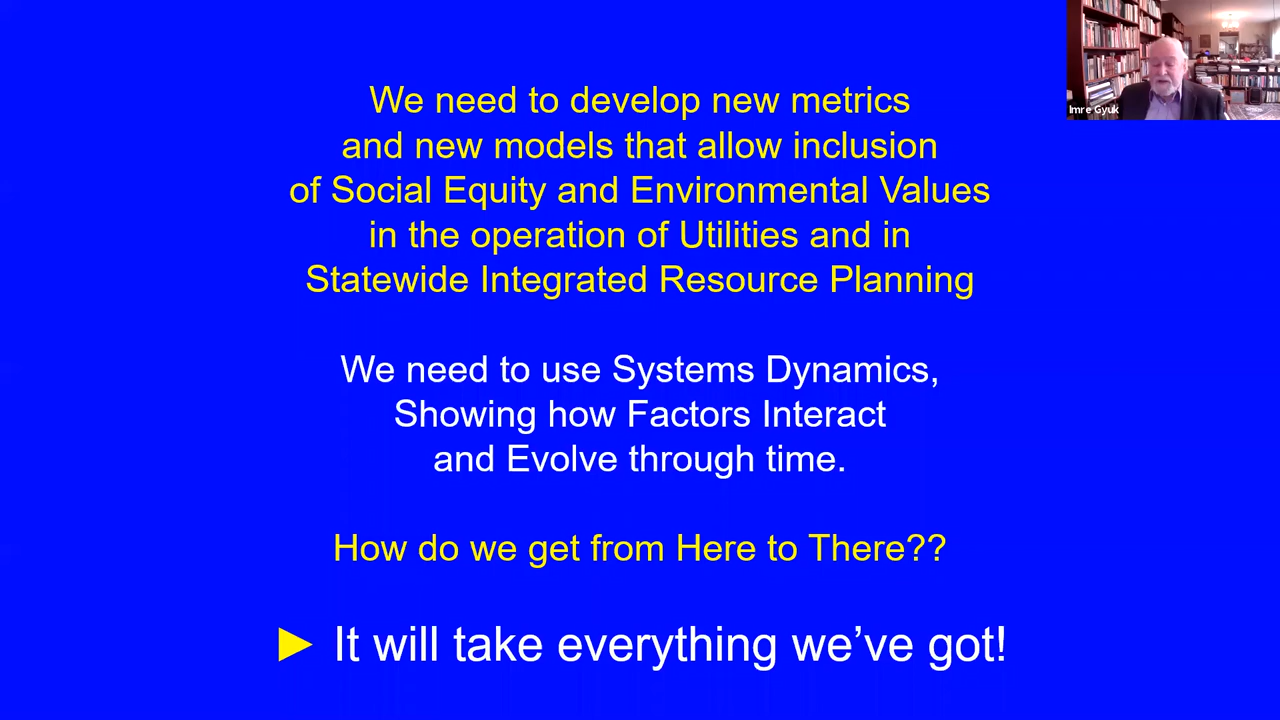 We need to develop new metrics
and new models that allow inclusion
of Social Equity and Environmental Values
in the operation of Utilities and in
Statewide Integrated Resource Planning
We need to use Systems Dynamics,
Showing how Factors Interact
and Evolve through time.
How do we get from Here to There??
► It will take everything we’ve got!
Imre Gyuk